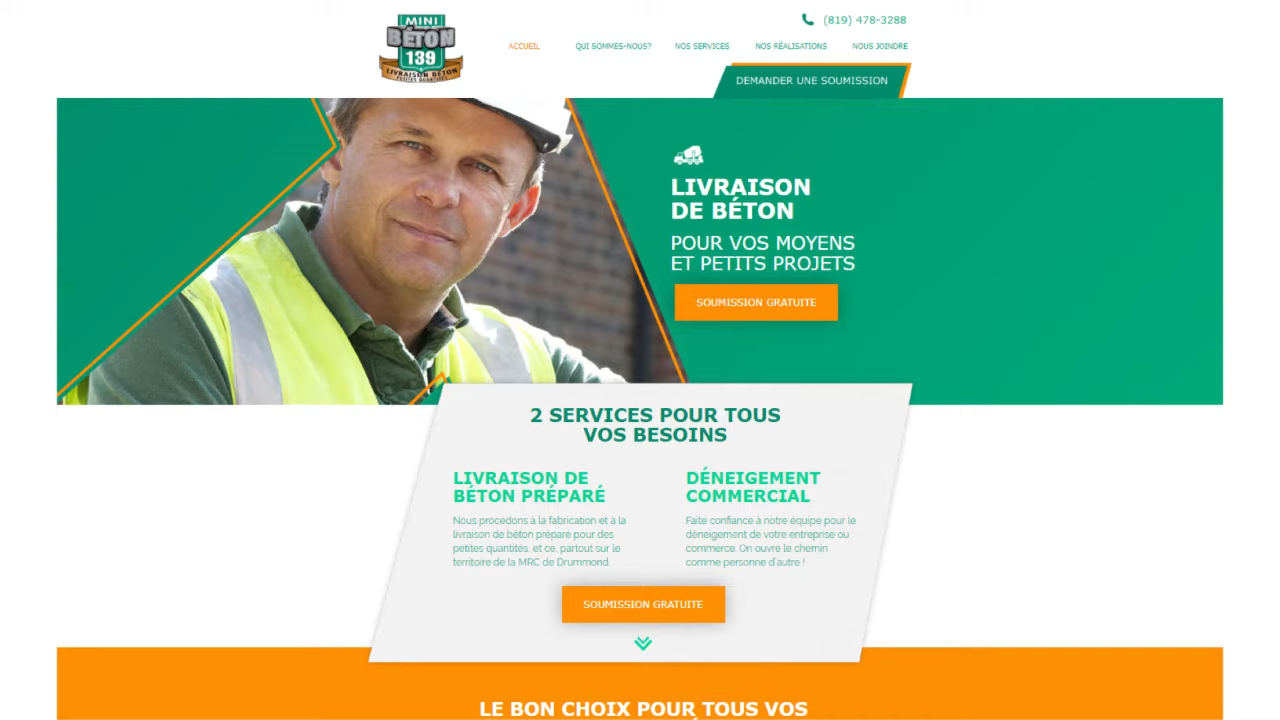 MINI
BÉTON
139
LIVRAISON BÉTON
PETITES QUANTITÉS
(819) 478-3288
ACCUEIL
QUI SOMMES-NOUS?
NOS SERVICES
NOS RÉALISATIONS
NOUS JOINDRE
DEMANDER UNE SOUMISSION
LIVRAISON
DE BÉTON
POUR VOS MOYENS
ET PETITS PROJETS
SOUMISSION GRATUITE
2 SERVICES POUR TOUS
VOS BESOINS
LIVRAISON DE
BÉTON PRÉPARÉ
Nous procédons à la fabrication et à la
livraison de béton préparé pour des
petites quantités, et ce, partout sur le
territoire de la MRC de Drummond.
DÉNEIGEMENT
COMMERCIAL
Faite confiance à notre équipe pour le
déneigement de votre entreprise ou
commerce. On ouvre le chemin
comme personne d'autre !
SOUMISSION GRATUITE
LE BON CHOIX POUR TOUS VOS